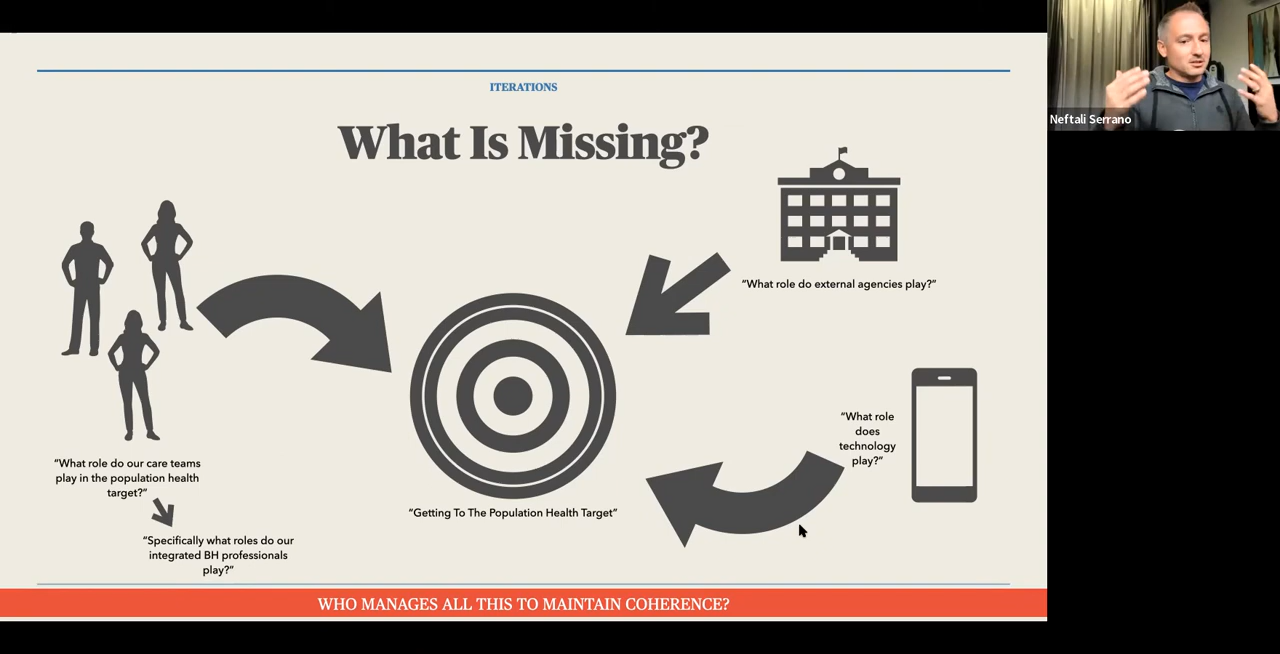 ITERATIONS
What Is Missing?
Neftali Serrano
“What role do external agencies play?”
“What role
does
technology
play?”
“What role do our care teams
play in the population health
target?”
“Getting To The Population Health Target”
“Specifically what roles do our
integrated BH professionals
play?”
WHO MANAGES ALL THIS TO MAINTAIN COHERENCE?